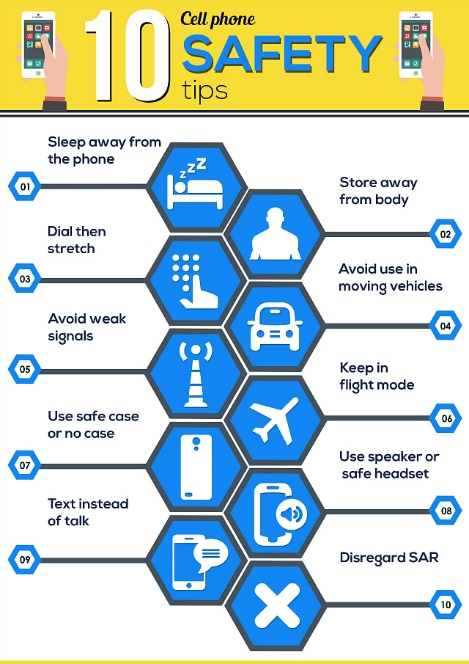 10
Cell phone
SAFETY
tips
Sleep away from
the phone
01
zzZ
Store away
from body
02
Dial then
stretch
03
Avoid use in
moving vehicles
04
Avoid weak
signals
05
Keep in
flight mode
06
Use safe case
or no case
07
Use speaker or
safe headset
08
Text instead
of talk
09
Disregard SAR
10